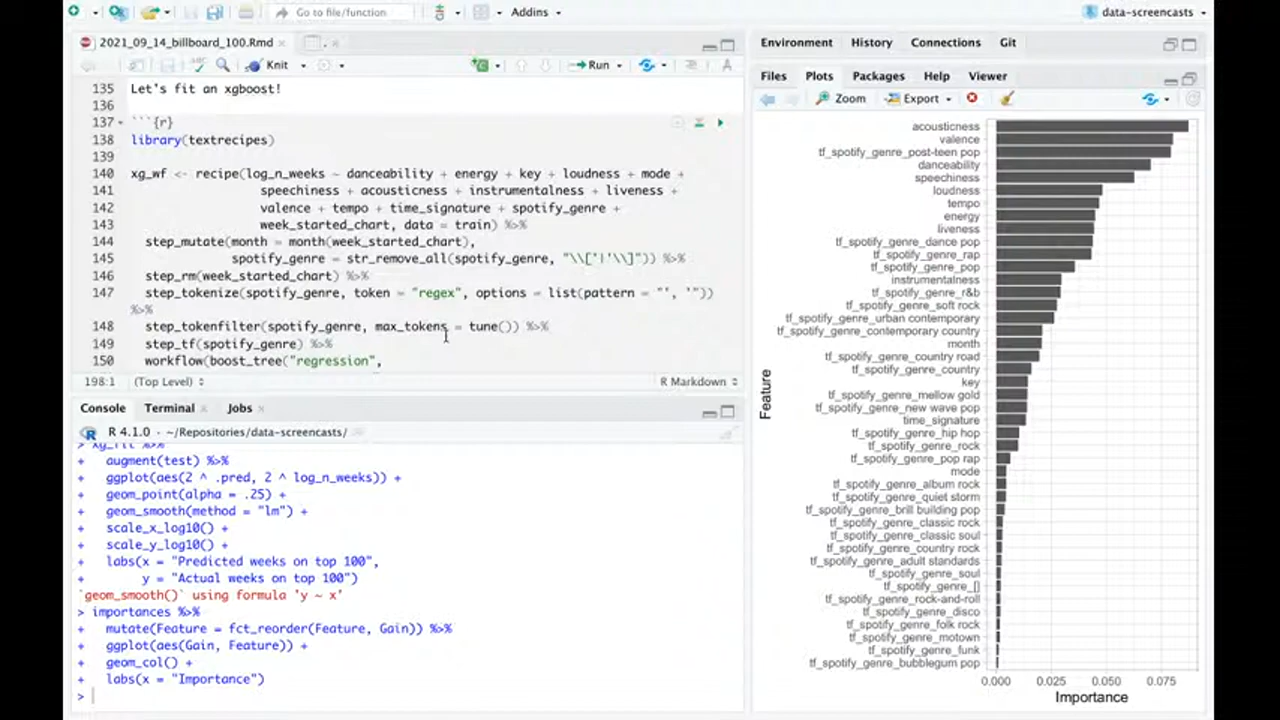 Go to file/function
Addins
data-screencasts
2021_09_14_billboard_100.Rmd
Knit
Run
135 Let's fit an xgboost!
136
137 ```{r}
138 library(textrecipes)
139
140 xg_wf <- recipe(log_n_weeks ~ danceability + energy + key + loudness + mode +
141 speechiness + acousticness + instrumentalness + liveness +
142 valence + tempo + time_signature + spotify_genre +
143 week_started_chart, data = train) %>%
144 step_mutate(month = month(week_started_chart),
145 spotify_genre = str_remove_all(spotify_genre, "\\['|'\\]")) %>%
146 step_rm(week_started_chart) %>%
147 step_tokenize(spotify_genre, token = "regex", options = list(pattern = "', '"))
%>%
148 step_tokenfilter(spotify_genre, max_tokens = tune()) %>%
149 step_tf(spotify_genre) %>%
150 workflow(boost_tree("regression",
198:1 (Top Level) R Markdown
Console Terminal Jobs
R 4.1.0 · ~/Repositories/data-screencasts/
> xg_fit %>%
+ augment(test) %>%
+ ggplot(aes(2 ^ .pred, 2 ^ log_n_weeks)) +
+ geom_point(alpha = .25) +
+ geom_smooth(method = "lm") +
+ scale_x_log10() +
+ scale_y_log10() +
+ labs(x = "Predicted weeks on top 100",
+ y = "Actual weeks on top 100")
`geom_smooth()` using formula 'y ~ x'
> importances %>%
+ mutate(Feature = fct_reorder(Feature, Gain)) %>%
+ ggplot(aes(Gain, Feature)) +
+ geom_col() +
+ labs(x = "Importance")
>
Environment History Connections Git
Files Plots Packages Help Viewer
Zoom Export
acousticness
valence
tf_spotify_genre_post-teen pop
danceability
speechiness
loudness
tempo
energy
liveness
tf_spotify_genre_dance pop
tf_spotify_genre_rap
tf_spotify_genre_pop
instrumentalness
tf_spotify_genre_r&b
tf_spotify_genre_soft rock
tf_spotify_genre_urban contemporary
tf_spotify_genre_contemporary country
month
tf_spotify_genre_country road
tf_spotify_genre_country
key
tf_spotify_genre_mellow gold
tf_spotify_genre_new wave pop
time_signature
tf_spotify_genre_hip hop
tf_spotify_genre_rock
tf_spotify_genre_pop rap
mode
tf_spotify_genre_album rock
tf_spotify_genre_quiet storm
tf_spotify_genre_brill building pop
tf_spotify_genre_classic rock
tf_spotify_genre_classic soul
tf_spotify_genre_country rock
tf_spotify_genre_adult standards
tf_spotify_genre_soul
tf_spotify_genre_[]
tf_spotify_genre_rock-and-roll
tf_spotify_genre_disco
tf_spotify_genre_folk rock
tf_spotify_genre_motown
tf_spotify_genre_funk
tf_spotify_genre_bubblegum pop
Feature
0.000 0.025 0.050 0.075
Importance